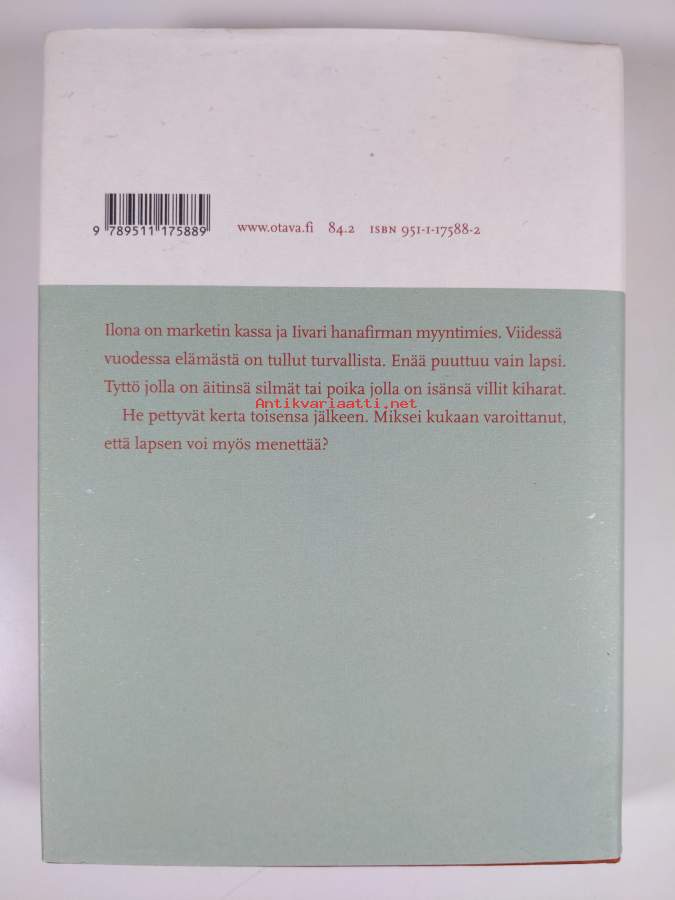 9 789511 175889
www.otava.fi 84.2 ISBN 951-1-17588-2
Ilona on marketin kassa ja Iivari hanafirman myyntimies. Viidessä
vuodessa elämästä on tullut turvallista. Enää puuttuu vain lapsi.
Tyttö jolla on äitinsä silmät tai poika jolla on isänsä villit kiharat.
Antikvariaatti.net
He pettyvät kerta toisensa jälkeen. Miksei kukaan varoittanut,
että lapsen voi myös menettää?